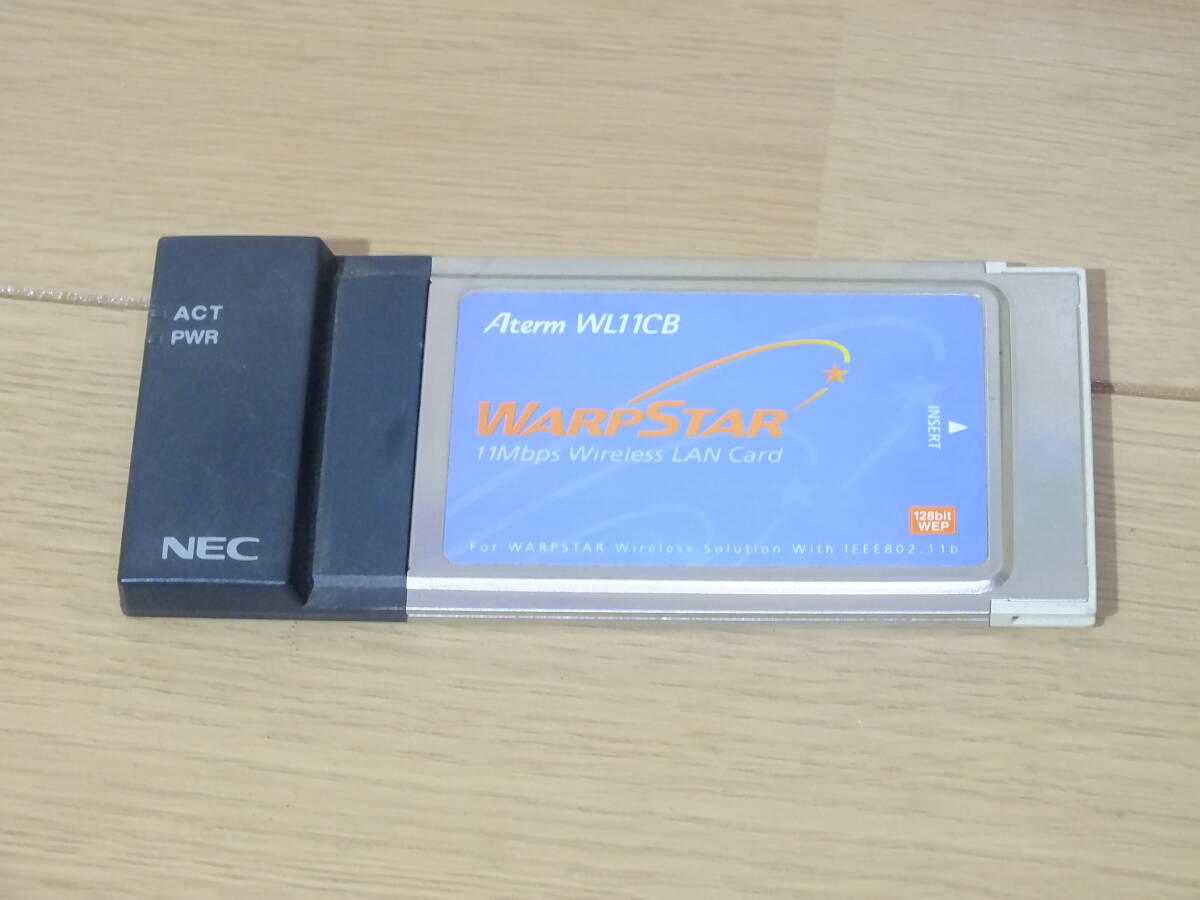 ACT
PWR
NEC
Aterm WL11CB
WARPSTAR
11Mbps Wireless LAN Card
INSERT
128bit
WEP
For WARPSTAR Wireless Solution With IEEE802.11b